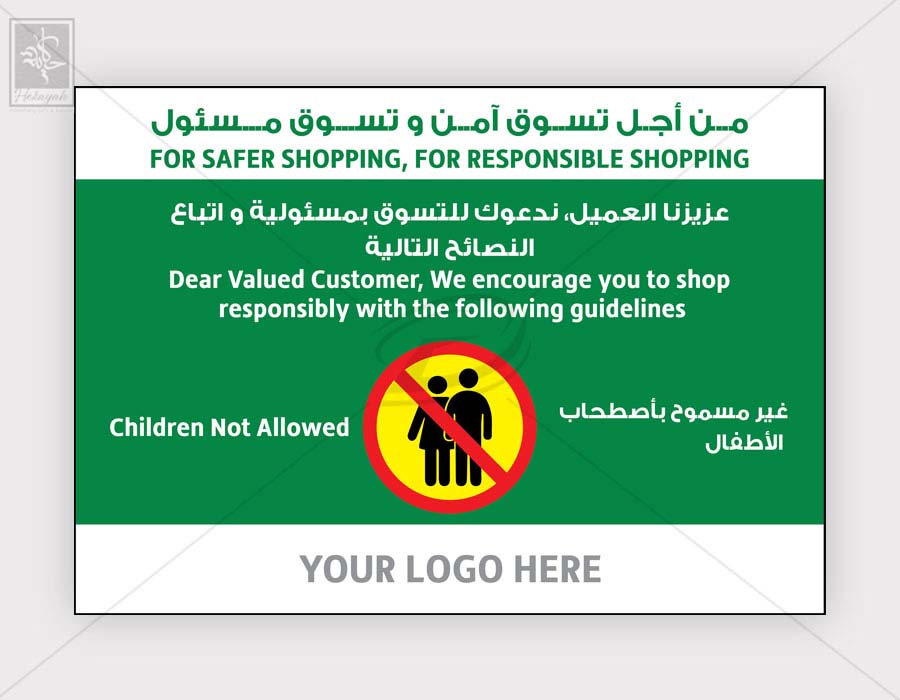 Hekayah
مـن أجـل تسـوق آمـن و تسـوق مـسئول
FOR SAFER SHOPPING, FOR RESPONSIBLE SHOPPING
عزيزنا العميل، ندعوك للتسوق بمسئولية و اتباع
النصائح التالية
Dear Valued Customer, We encourage you to shop
responsibly with the following guidelines
Children Not Allowed
غير مسموح بأصطحاب
الأطفال
YOUR LOGO HERE